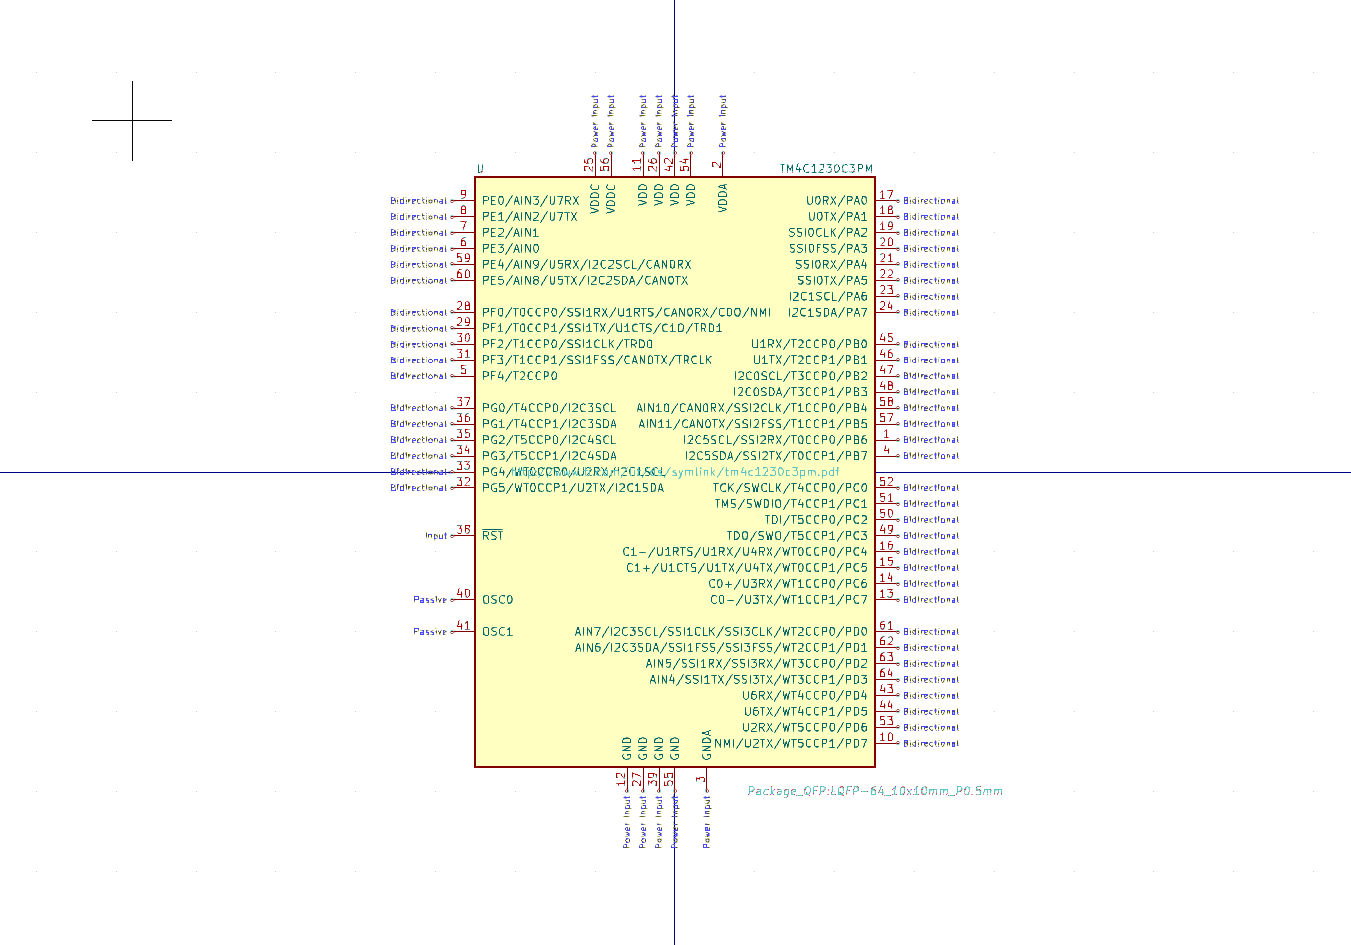 Power Input Power Input Power Input Power Input Power Input Power Input Power Input
25 56 11 26 42 54 2
U TM4C1230C3PM
VDDC VDDC VDD VDD VDD VDD VDDA
Bidirectional 9 PE0/AIN3/U7RX U0RX/PA0 17 Bidirectional
Bidirectional 8 PE1/AIN2/U7TX U0TX/PA1 18 Bidirectional
Bidirectional 7 PE2/AIN1 SSI0CLK/PA2 19 Bidirectional
Bidirectional 6 PE3/AIN0 SSI0FSS/PA3 20 Bidirectional
Bidirectional 59 PE4/AIN9/U5RX/I2C2SCL/CAN0RX SSI0RX/PA4 21 Bidirectional
Bidirectional 60 PE5/AIN8/U5TX/I2C2SDA/CAN0TX SSI0TX/PA5 22 Bidirectional
I2C1SCL/PA6 23 Bidirectional
Bidirectional 28 PF0/T0CCP0/SSI1RX/U1RTS/CAN0RX/C0O/NMI I2C1SDA/PA7 24 Bidirectional
Bidirectional 29 PF1/T0CCP1/SSI1TX/U1CTS/C1O/TRD1
Bidirectional 30 PF2/T1CCP0/SSI1CLK/TRD0 U1RX/T2CCP0/PB0 45 Bidirectional
Bidirectional 31 PF3/T1CCP1/SSI1FSS/CAN0TX/TRCLK U1TX/T2CCP1/PB1 46 Bidirectional
Bidirectional 5 PF4/T2CCP0 I2C0SCL/T3CCP0/PB2 47 Bidirectional
I2C0SDA/T3CCP1/PB3 48 Bidirectional
Bidirectional 37 PG0/T4CCP0/I2C3SCL AIN10/CAN0RX/SSI2CLK/T1CCP0/PB4 58 Bidirectional
Bidirectional 36 PG1/T4CCP1/I2C3SDA AIN11/CAN0TX/SSI2FSS/T1CCP1/PB5 57 Bidirectional
Bidirectional 35 PG2/T5CCP0/I2C4SCL I2C5SCL/SSI2RX/T0CCP0/PB6 1 Bidirectional
Bidirectional 34 PG3/T5CCP1/I2C4SDA I2C5SDA/SSI2TX/T0CCP1/PB7 4 Bidirectional
Bidirectional 33 PG4/WT0CCP0/U2RX/I2C1SCL /symlink/tm4c1230c3pm.pdf
Bidirectional 32 PG5/WT0CCP1/U2TX/I2C1SDA TCK/SWCLK/T4CCP0/PC0 52 Bidirectional
TMS/SWDIO/T4CCP1/PC1 51 Bidirectional
TDI/T5CCP0/PC2 50 Bidirectional
Input 38 RST TDO/SWO/T5CCP1/PC3 49 Bidirectional
C1-/U1RTS/U1RX/U4RX/WT0CCP0/PC4 16 Bidirectional
C1+/U1CTS/U1TX/U4TX/WT0CCP1/PC5 15 Bidirectional
C0+/U3RX/WT1CCP0/PC6 14 Bidirectional
Passive 40 OSC0 C0-/U3TX/WT1CCP1/PC7 13 Bidirectional
Passive 41 OSC1 AIN7/I2C3SCL/SSI1CLK/SSI3CLK/WT2CCP0/PD0 61 Bidirectional
AIN6/I2C3SDA/SSI1FSS/SSI3FSS/WT2CCP1/PD1 62 Bidirectional
AIN5/SSI1RX/SSI3RX/WT3CCP0/PD2 63 Bidirectional
AIN4/SSI1TX/SSI3TX/WT3CCP1/PD3 64 Bidirectional
U6RX/WT4CCP0/PD4 43 Bidirectional
U6TX/WT4CCP1/PD5 44 Bidirectional
U2RX/WT5CCP0/PD6 53 Bidirectional
NMI/U2TX/WT5CCP1/PD7 10 Bidirectional
GND GND GND GND GNDA
12 27 39 55 3
Package_QFP:LQFP-64_10x10mm_P0.5mm
Power Input Power Input Power Input Power Input Power Input